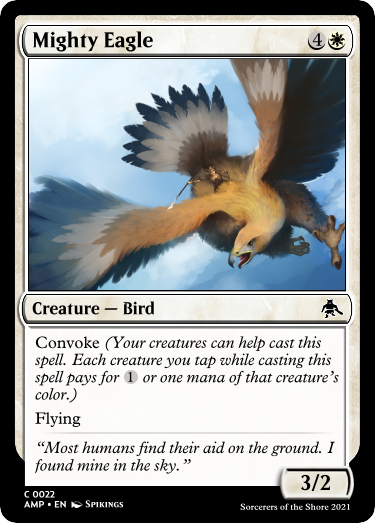 Mighty Eagle 4
Creature — Bird
Convoke (Your creatures can help cast this
spell. Each creature you tap while casting this
spell pays for 1 or one mana of that creature's
color.)
Flying
“Most humans find their aid on the ground. I
found mine in the sky.”
3/2
C 0022
AMP • EN Spikings
Sorcerers of the Shore 2021